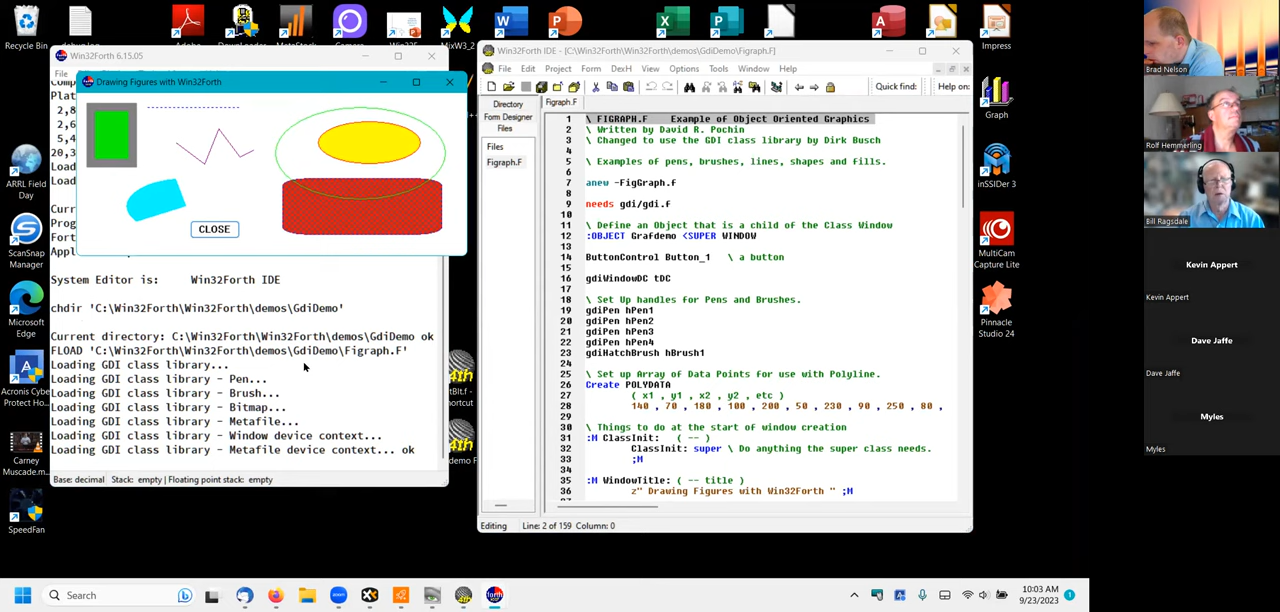 Recycle Bin
debug.log
Adobe
DownLoader
MetaStock
Camera
Win32F
MixW3_2
Impress
Win32Forth 6.15.05
File
Drawing Figures with Win32Forth
CLOSE
System Editor is: Win32Forth IDE
chdir 'C:\Win32Forth\Win32Forth\demos\GdiDemo'
Current directory: C:\Win32Forth\Win32Forth\demos\GdiDemo ok
FLOAD 'C:\Win32Forth\Win32Forth\demos\GdiDemo\Figraph.F'
Loading GDI class library...
Loading GDI class library - Pen...
Loading GDI class library - Brush...
Loading GDI class library - Bitmap...
Loading GDI class library - Metafile...
Loading GDI class library - Window device context...
Loading GDI class library - Metafile device context... ok
Base: decimal Stack: empty Floating point stack: empty
ARRL Field
Day
ScanSnap
Manager
Microsoft
Edge
Acronis Cyber
Protect Ho...
Carney
Muscade.m...
SpeedFan
Win32Forth IDE - [C:\Win32Forth\Win32Forth\demos\GdiDemo\Figraph.F]
File Edit Project Form DexH View Options Tools Window Help
Quick find: Help on:
Directory
Form Designer
Files
Files
Figraph.F
Figraph.F
1 \ FIGRAPH.F Example of Object Oriented Graphics
2 \ Written by David R. Pochin
3 \ Changed to use the GDI class library by Dirk Busch
4
5 \ Examples of pens, brushes, lines, shapes and fills.
6
7 anew -FigGraph.f
8
9 needs gdi/gdi.f
10
11 \ Define an Object that is a child of the Class Window
12 :OBJECT Grafdemo <SUPER WINDOW
13
14 ButtonControl Button_1 \ a button
15
16 gdiWindowDC tDC
17
18 \ Set Up handles for Pens and Brushes.
19 gdiPen hPen1
20 gdiPen hPen2
21 gdiPen hPen3
22 gdiPen hPen4
23 gdiHatchBrush hBrush1
24
25 \ Set up Array of Data Points for use with Polyline.
26 Create POLYDATA
27 ( x1 , y1 , x2 , y2 , etc )
28 140 , 70 , 180 , 100 , 200 , 50 , 230 , 90 , 250 , 80 ,
29
30 \ Things to do at the start of window creation
31 :M ClassInit: ( -- )
32 ClassInit: super \ Do anything the super class needs.
33 ;M
34
35 :M WindowTitle: ( -- title )
36 z" Drawing Figures with Win32Forth " ;M
Editing Line: 2 of 159 Column: 0
Graph
inSSIDer 3
MultiCam
Capture Lite
Pinnacle
Studio 24
Search
10:03 AM
9/23/2023
1
Brad Nelson
Rolf Hemmerling
Bill Ragsdale
Kevin Appert
Kevin Appert
Dave Jaffe
Dave Jaffe
Myles
Myles